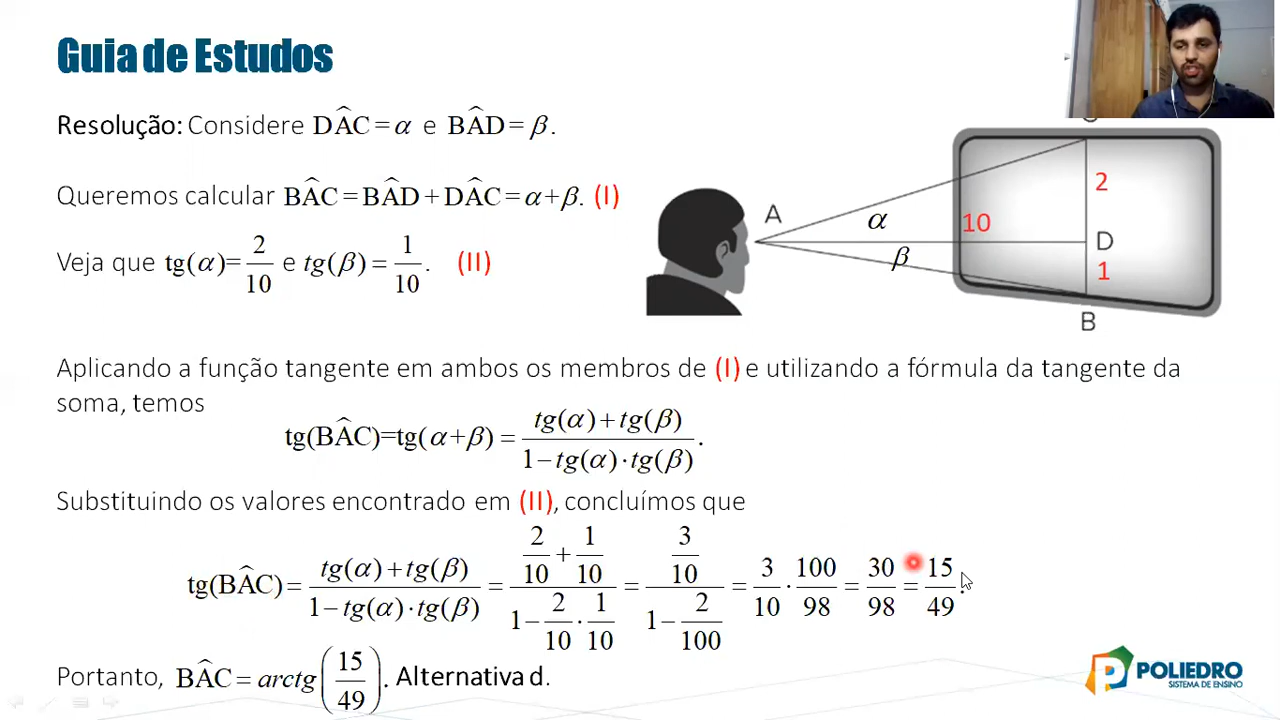 Guia de Estudos
Resolução: Considere DÂC = α e BÂD = β.
Queremos calcular BÂC = BÂD + DÂC = α + β. (I)
Veja que tg(α) = 2/10 e tg(β) = 1/10. (II)
A
α
β
10
2
D
1
B
Aplicando a função tangente em ambos os membros de (I) e utilizando a fórmula da tangente da
soma, temos
tg(BÂC)=tg(α+β) = (tg(α)+tg(β))/(1−tg(α)·tg(β)).
Substituindo os valores encontrado em (II), concluímos que
tg(BÂC) = (tg(α)+tg(β))/(1−tg(α)·tg(β)) = (2/10+1/10)/(1−2/10·1/10) = (3/10)/(1−2/100) = 3/10·100/98 = 30/98 = 15/49.
Portanto, BÂC = arctg(15/49). Alternativa d.
POLIEDRO
SISTEMA DE ENSINO